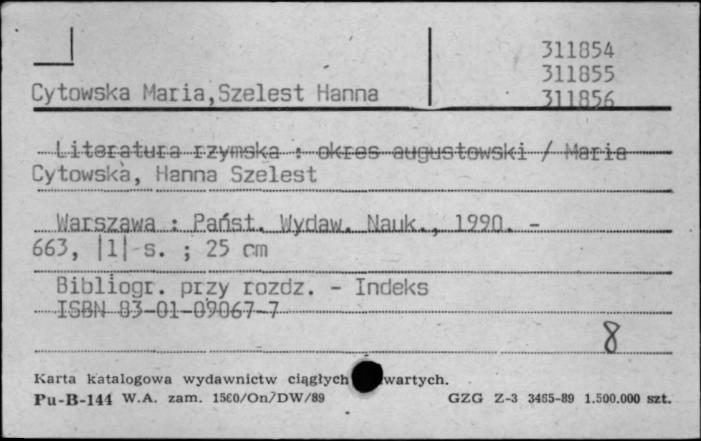 311854
311855
Cytowska Maria,Szelest Hanna 311856
Literatura rzymska : okres augustowski / Maria
Cytowska, Hanna Szelest
Warszawa : Państ. Wydaw. Nauk., 1990. -
663, |1| s. ; 25 cm
Bibliogr. przy rozdz. - Indeks
ISBN 83-01-09067-7
8
Karta katalogowa wydawnictw ciągłych wartych.
Pu-B-144 W.A. zam. 1560/On/DW/89 GZG Z-3 3465-89 1.500.000 szt.